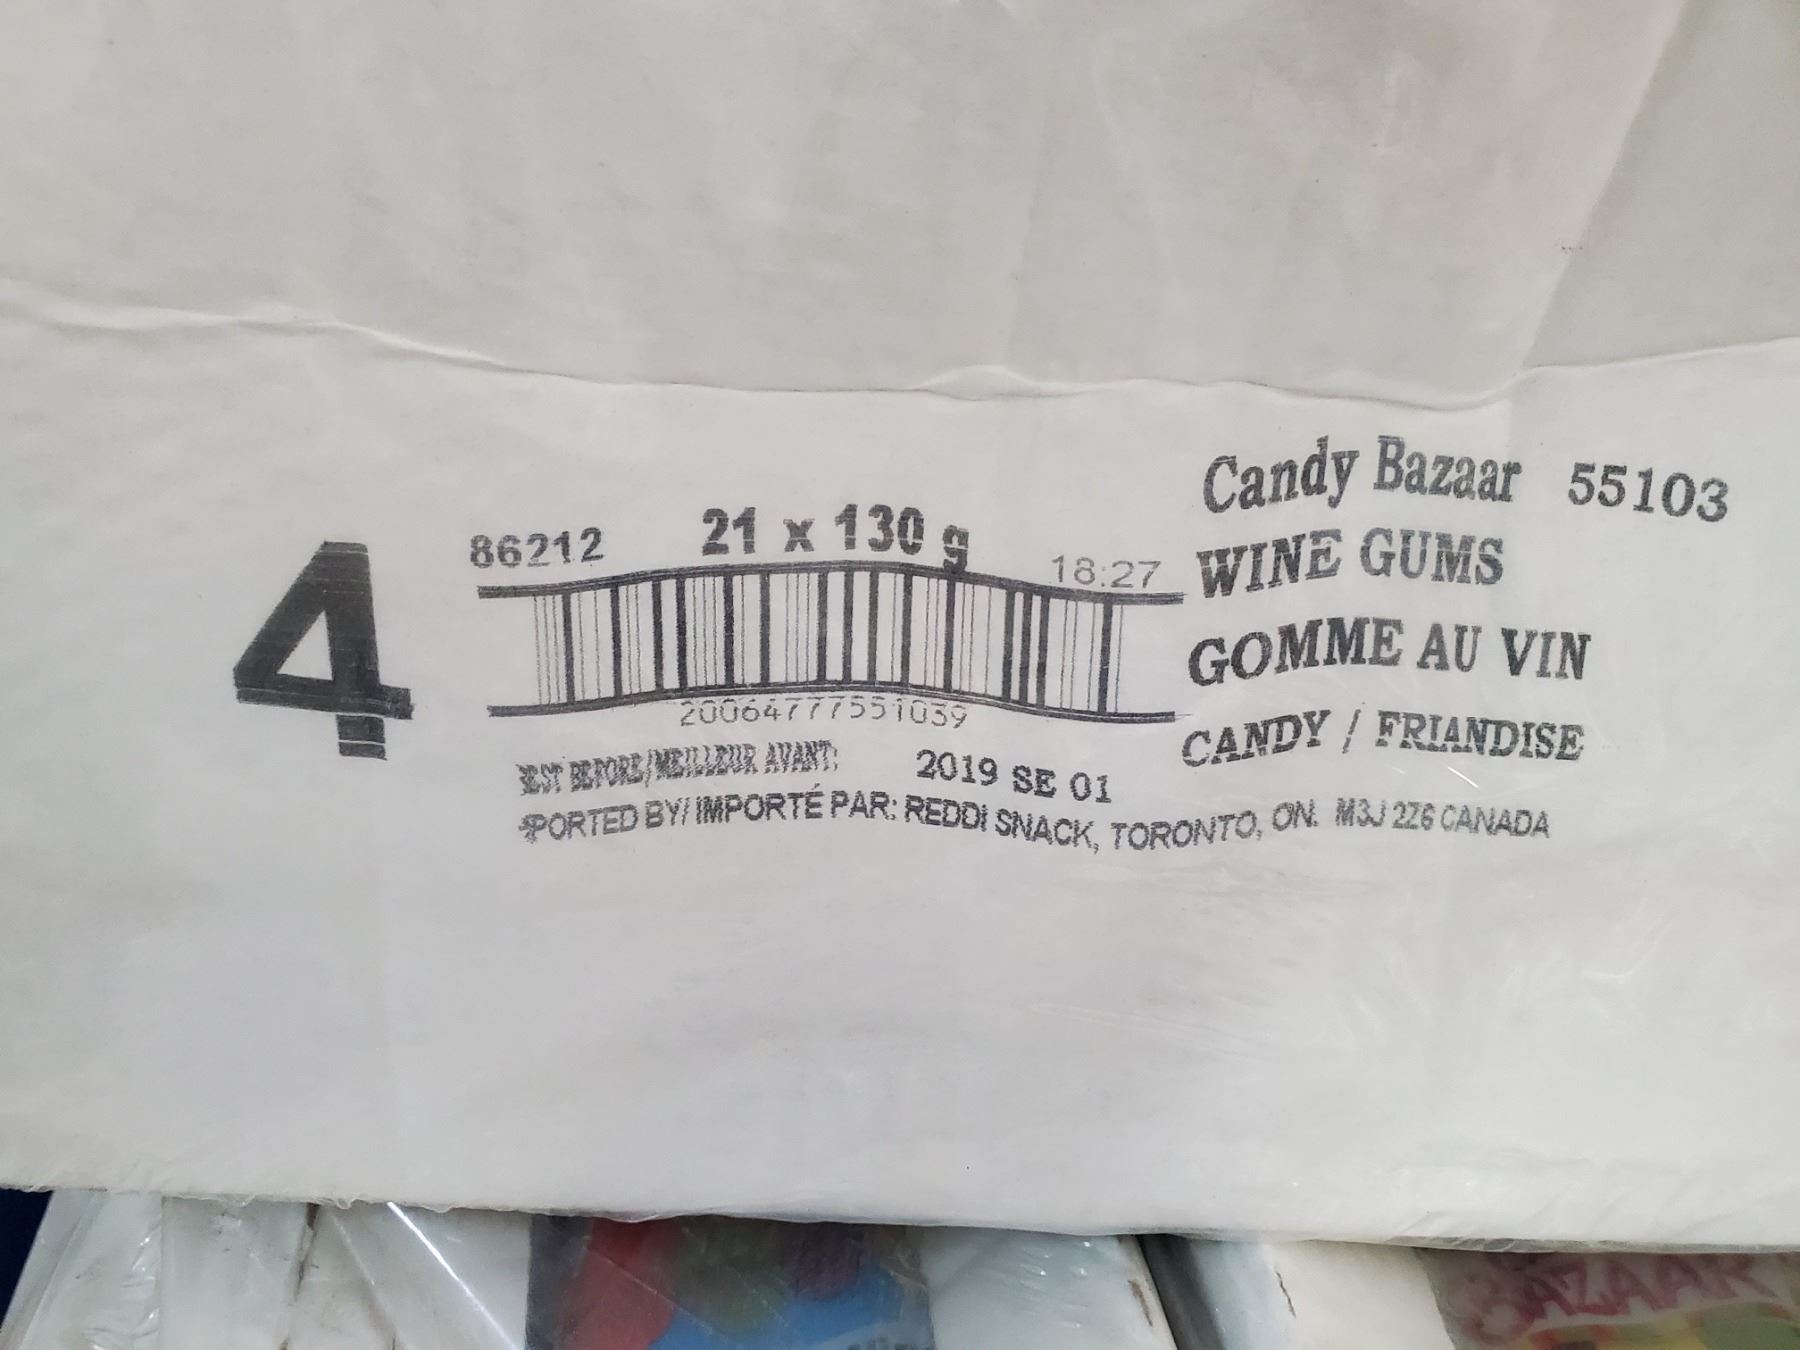 Candy Bazaar 55103
WINE GUMS
GOMME AU VIN
CANDY / FRIANDISE
4
86212
21 x 130 g
18:27
20064777551039
BEST BEFORE/MEILLEUR AVANT: 2019 SE 01
PORTED BY/ IMPORTÉ PAR: REDDI SNACK, TORONTO, ON. M3J 2Z6 CANADA
BAZAAR